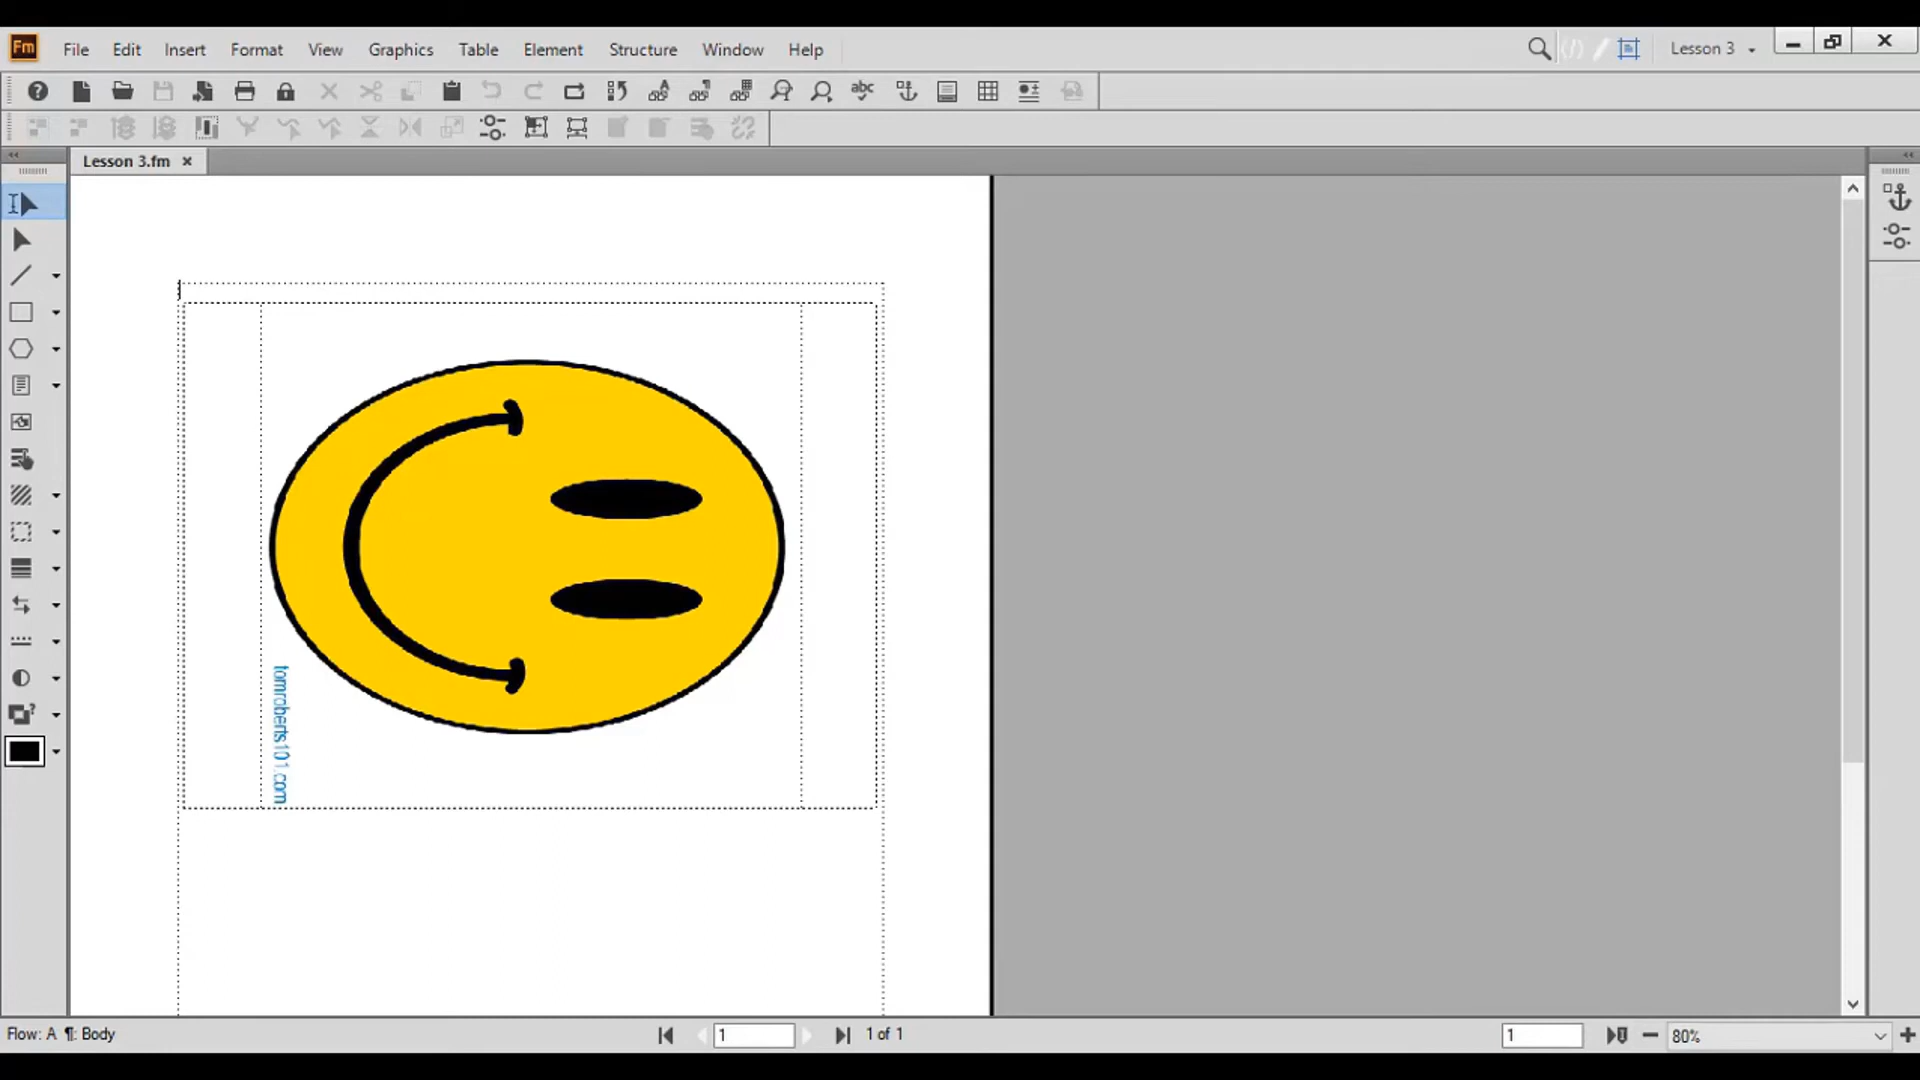 Fm File Edit Insert Format View Graphics Table Element Structure Window Help Lesson 3
Lesson 3.fm
tomroberts101.com
Flow: A ¶: Body 1 1 of 1 1 80%